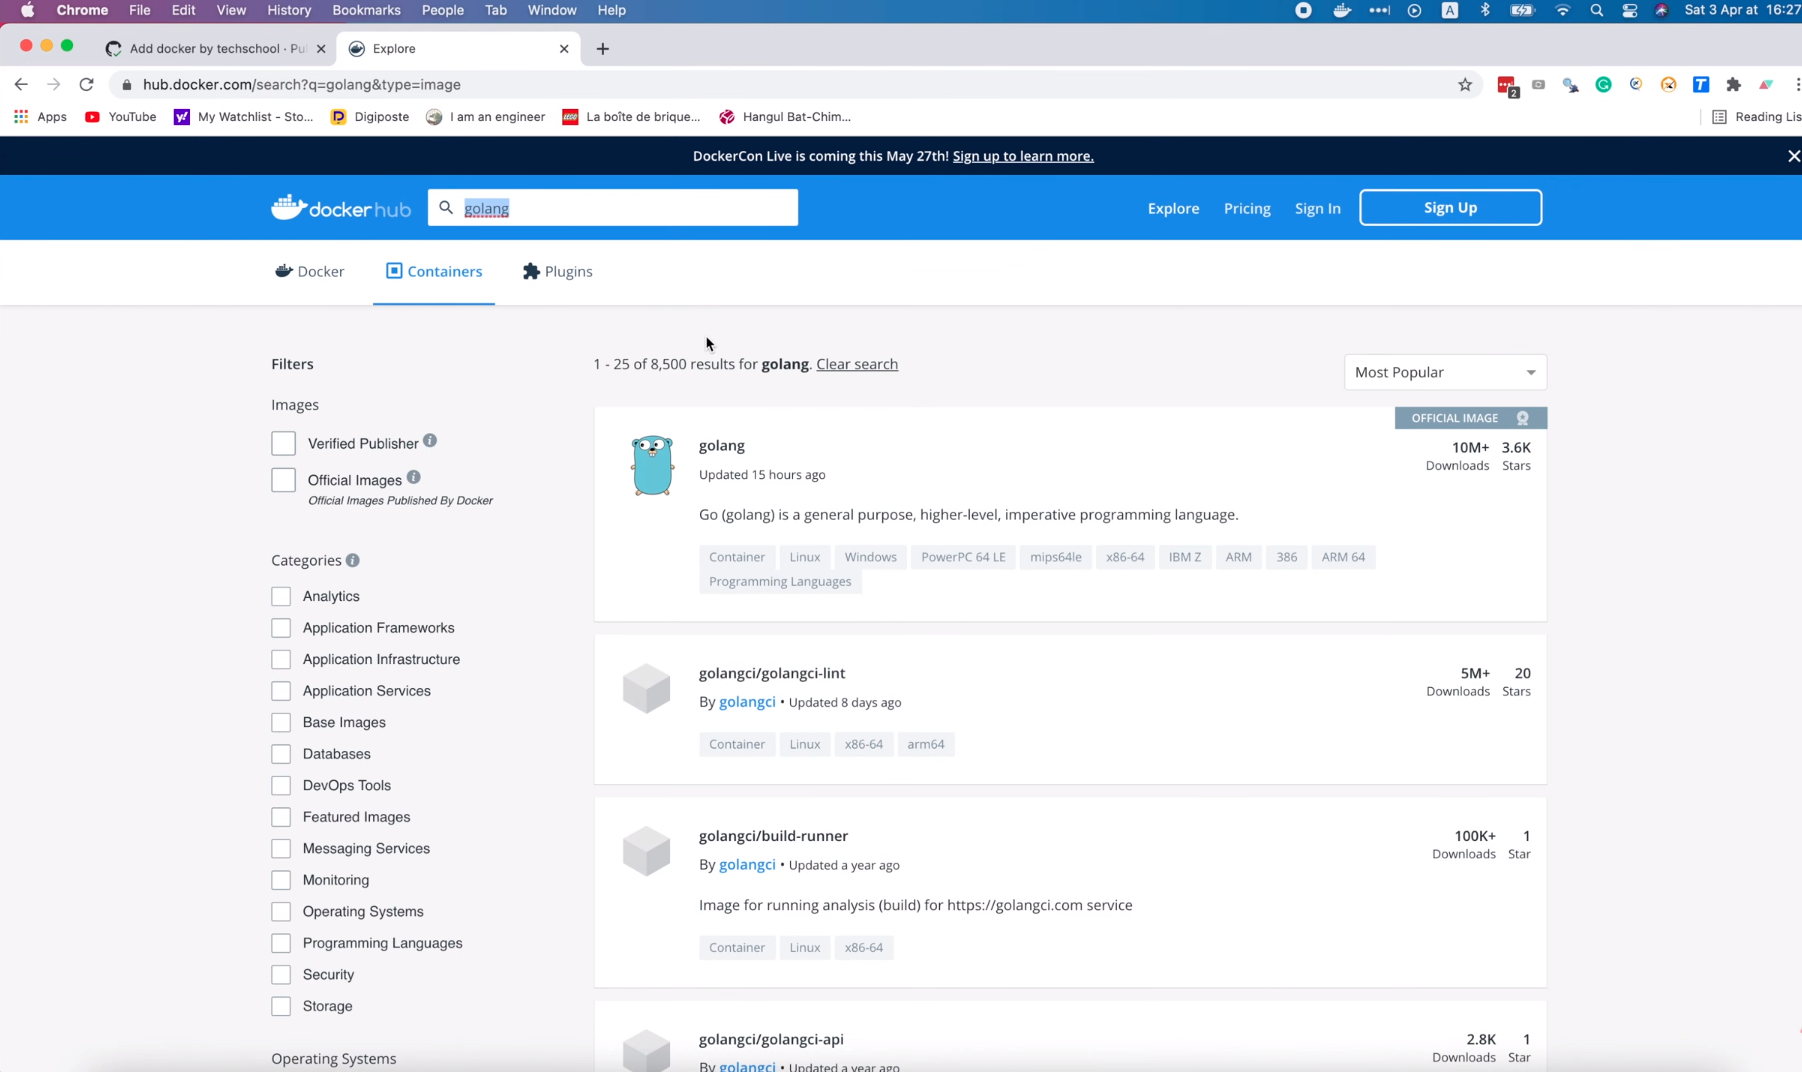 Chrome File Edit View History Bookmarks People Tab Window Help
A
Sat 3 Apr at 16:27
Add docker by techschool · Pu
Explore
hub.docker.com/search?q=golang&type=image
2
T
Apps YouTube My Watchlist - Sto... Digiposte I am an engineer La boîte de brique... Hangul Bat-Chim...
Reading Lis
DockerCon Live is coming this May 27th! Sign up to learn more.
dockerhub
golang
Explore Pricing Sign In Sign Up
Docker Containers Plugins
Filters
Images
Verified Publisher
Official Images
Official Images Published By Docker
Categories
Analytics
Application Frameworks
Application Infrastructure
Application Services
Base Images
Databases
DevOps Tools
Featured Images
Messaging Services
Monitoring
Operating Systems
Programming Languages
Security
Storage
Operating Systems
1 - 25 of 8,500 results for golang. Clear search
Most Popular
OFFICIAL IMAGE
golang
10M+ 3.6K
Downloads Stars
Updated 15 hours ago
Go (golang) is a general purpose, higher-level, imperative programming language.
Container Linux Windows PowerPC 64 LE mips64le x86-64 IBM Z ARM 386 ARM 64
Programming Languages
golangci/golangci-lint
5M+ 20
Downloads Stars
By golangci • Updated 8 days ago
Container Linux x86-64 arm64
golangci/build-runner
100K+ 1
Downloads Star
By golangci • Updated a year ago
Image for running analysis (build) for https://golangci.com service
Container Linux x86-64
golangci/golangci-api
2.8K 1
Downloads Star
By golangci • Updated a year ago